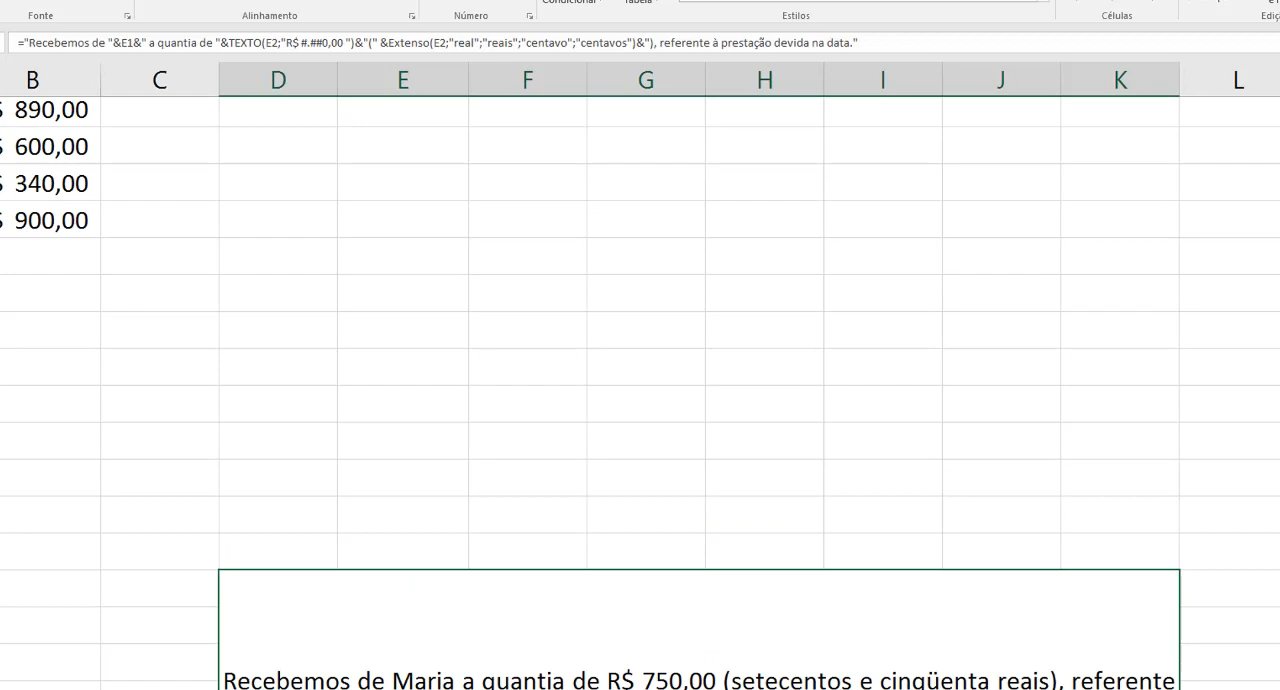 Condicional Tabela
Fonte Alinhamento Número Estilos Células
="Recebemos de "&E1&" a quantia de "&TEXTO(E2;"R$ #.##0,00 ")&"(" &Extenso(E2;"real";"reais";"centavo";"centavos")&"), referente à prestação devida na data."
B C D E F G H I J K L
890,00
600,00
340,00
900,00
Recebemos de Maria a quantia de R$ 750,00 (setecentos e cinqüenta reais), referente